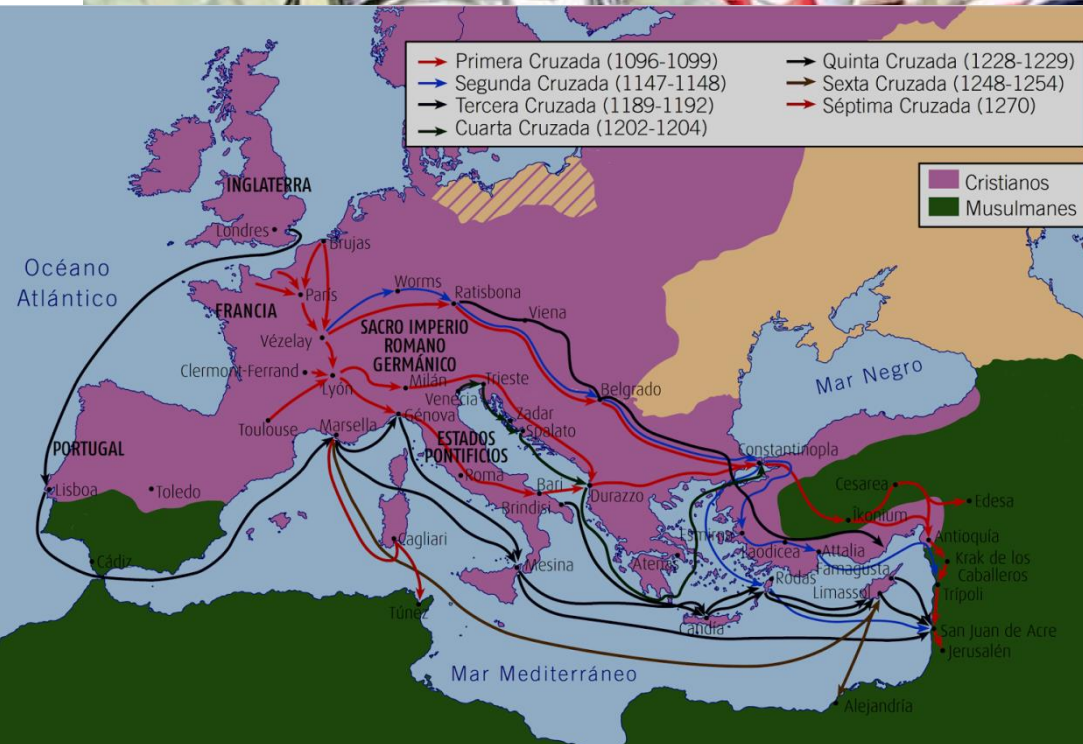 Primera Cruzada (1096-1099)
Segunda Cruzada (1147-1148)
Tercera Cruzada (1189-1192)
Cuarta Cruzada (1202-1204)
Quinta Cruzada (1228-1229)
Sexta Cruzada (1248-1254)
Séptima Cruzada (1270)
Cristianos
Musulmanes
INGLATERRA
Londres
Brujas
Océano
Atlántico
París
FRANCIA
Worms
Ratisbona
Viena
Vézelay
SACRO IMPERIO
ROMANO
GERMÁNICO
Clermont-Ferrand
Lyón
Milán
Trieste
Venecia
Belgrado
Mar Negro
Toulouse
Marsella
Génova
Zadar
Spalato
PORTUGAL
ESTADOS
PONTIFICIOS
Constantinopla
Lisboa
Toledo
Roma
Bari
Brindisi
Durazzo
Cesarea
Îkonium
Edesa
Cádiz
Cagliari
Mesina
Atenas
Esmirna
Laodicea
Attalia
Antioquía
Famagusta
Krak de los
Caballeros
Rodas
Limassol
Trípoli
Túnez
Candía
San Juan de Acre
Jerusalén
Mar Mediterráneo
Alejandría